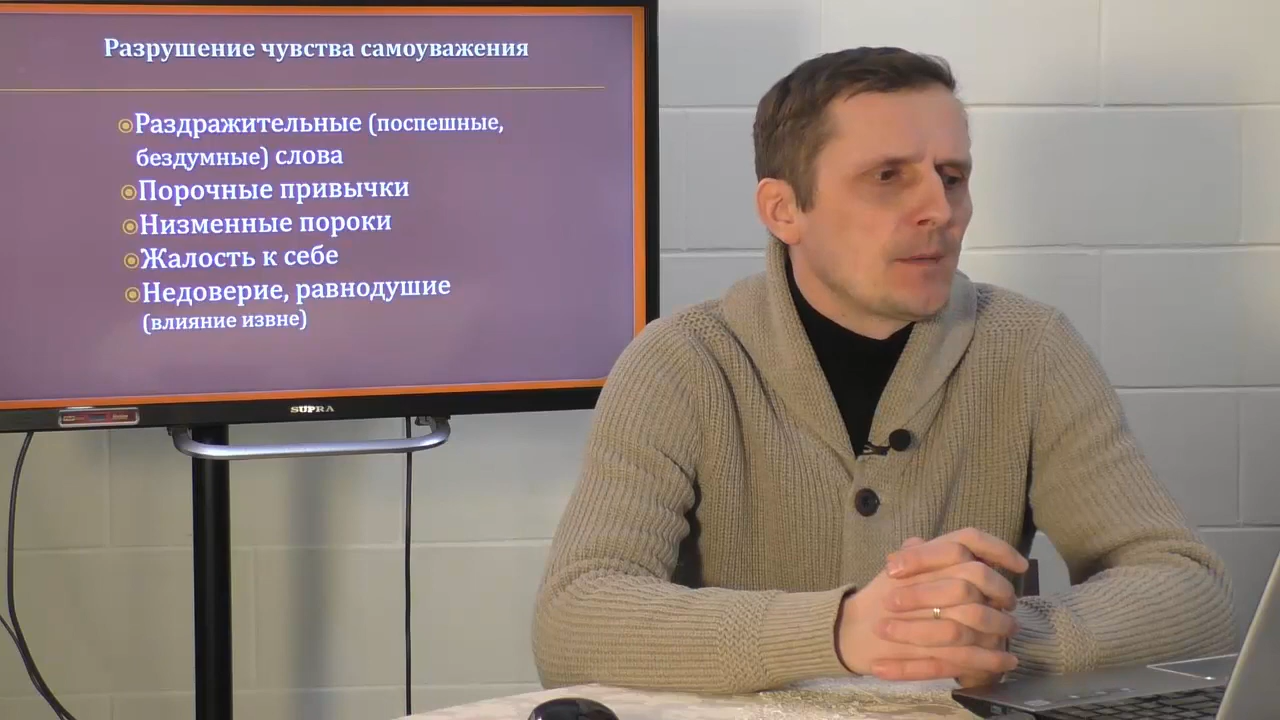 Разрушение чувства самоуважения
Раздражительные (поспешные,
бездумные) слова
Порочные привычки
Низменные пороки
Жалость к себе
Недоверие, равнодушие
(влияние извне)
SUPRA